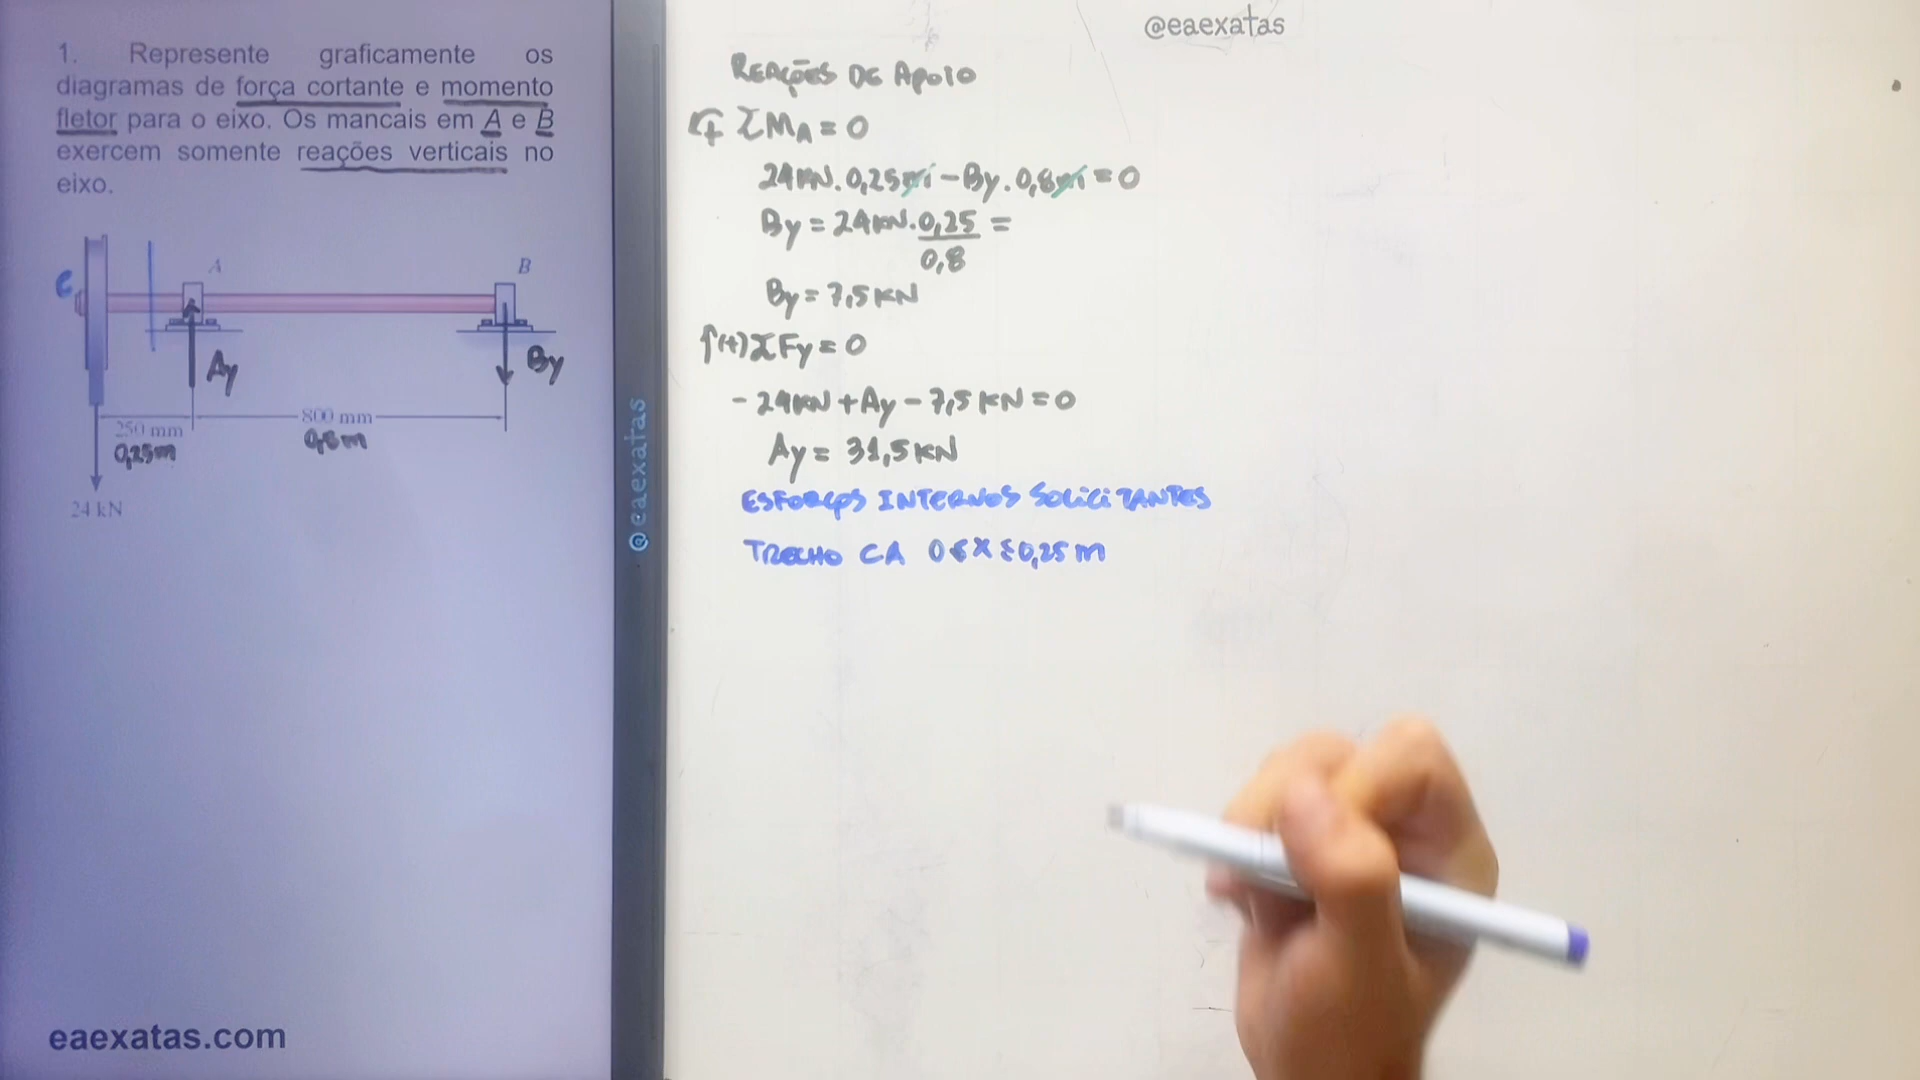 @eaexatas
1. Represente graficamente os
diagramas de força cortante e momento
fletor para o eixo. Os mancais em A e B
exercem somente reações verticais no
eixo.
C
A
B
Ay
By
250 mm
0,25m
800 mm
0,8m
24 kN
eaexatas.com
@eaexatas
REAÇÕES DE APOIO
+ ΣMA = 0
24kN.0,25m - By.0,8m = 0
By = 24kN.0,25 =
0,8
By = 7,5kN
↑(+) ΣFy = 0
- 24kN + Ay - 7,5kN = 0
Ay = 31,5kN
ESFORÇOS INTERNOS SOLICITANTES
TRECHO CA 0≤X≤0,25m